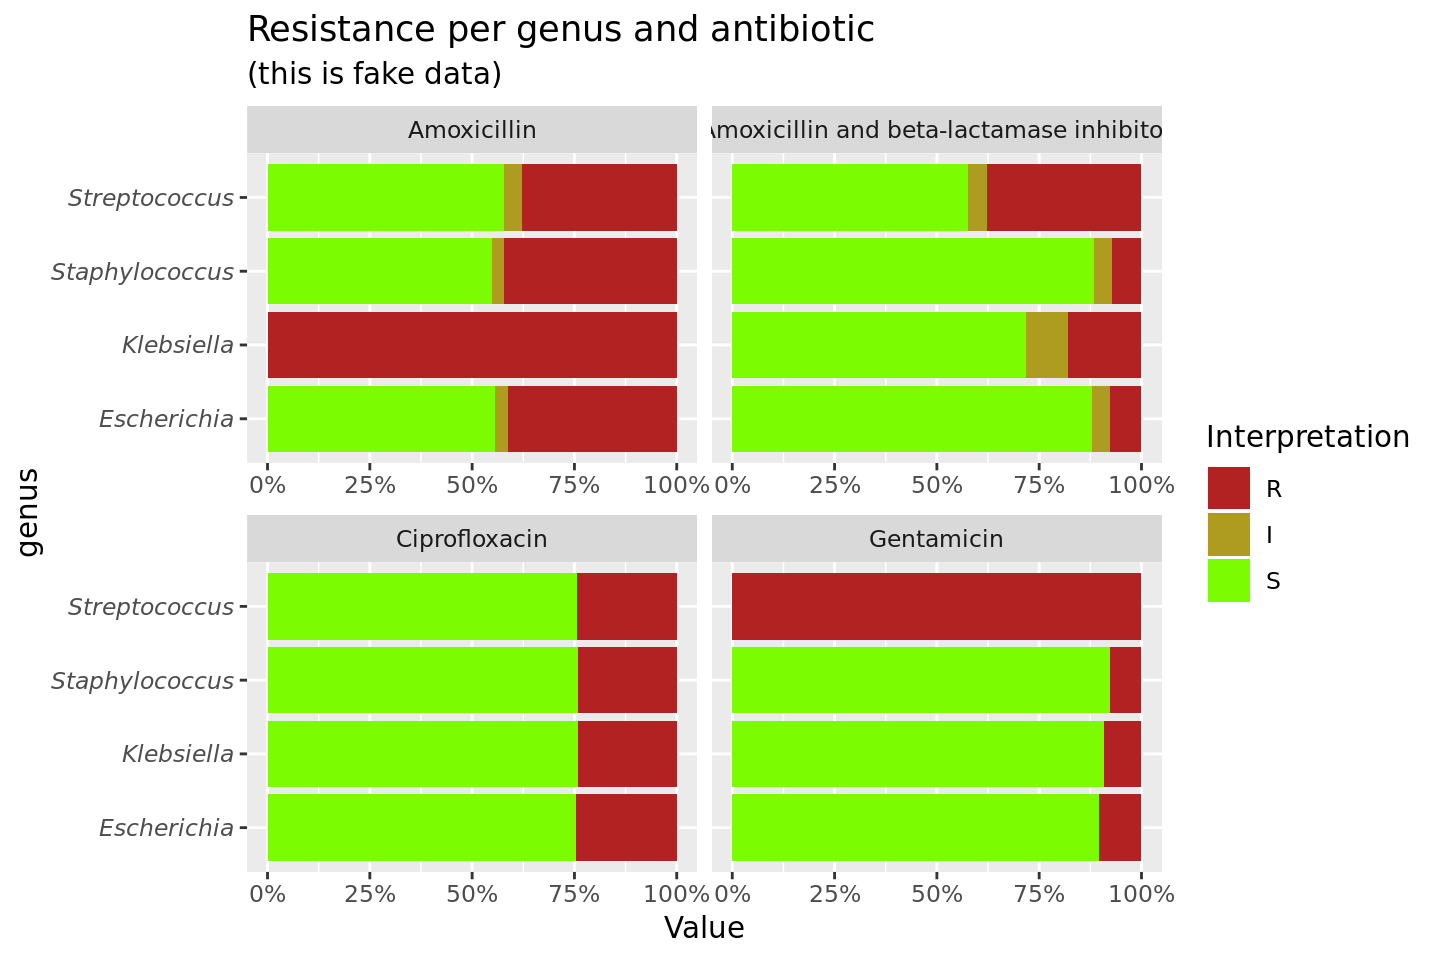 Resistance per genus and antibiotic
(this is fake data)
Amoxicillin
Amoxicillin and beta-lactamase inhibito
Streptococcus
Staphylococcus
Klebsiella
Escherichia
0% 25% 50% 75% 100% 0% 25% 50% 75% 100%
Ciprofloxacin
Gentamicin
Streptococcus
Staphylococcus
Klebsiella
Escherichia
0% 25% 50% 75% 100% 0% 25% 50% 75% 100%
Value
genus
Interpretation
R
I
S